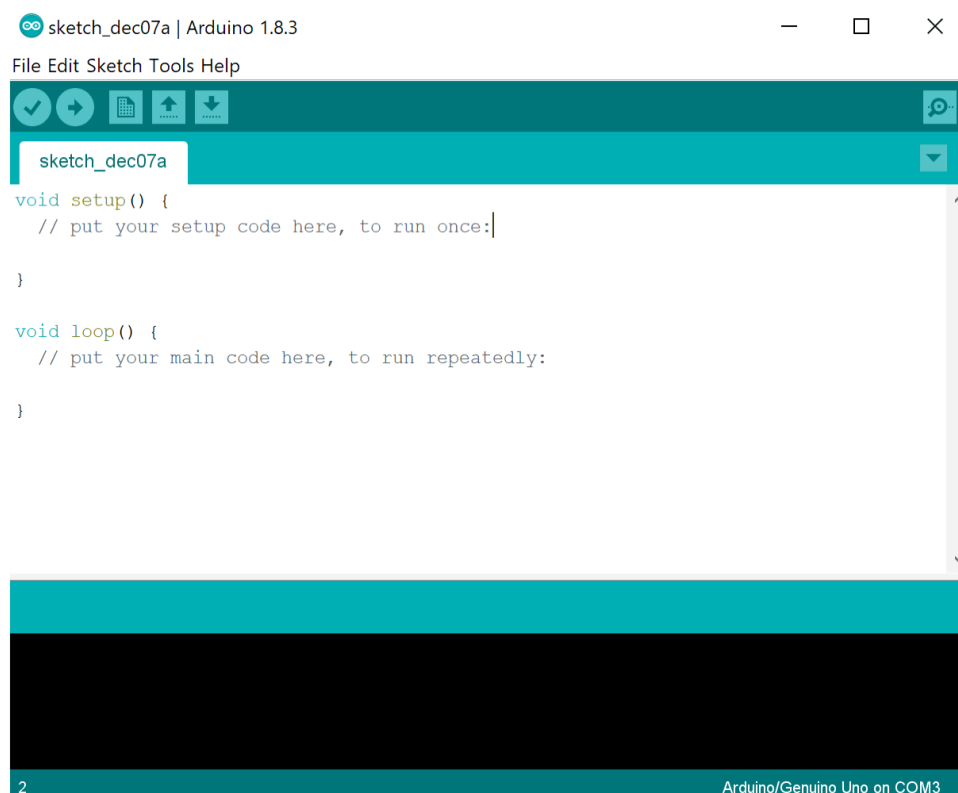 sketch_dec07a | Arduino 1.8.3
File Edit Sketch Tools Help
sketch_dec07a
void setup() {
  // put your setup code here, to run once:
}
void loop() {
  // put your main code here, to run repeatedly:
}
2
Arduino/Genuino Uno on COM3